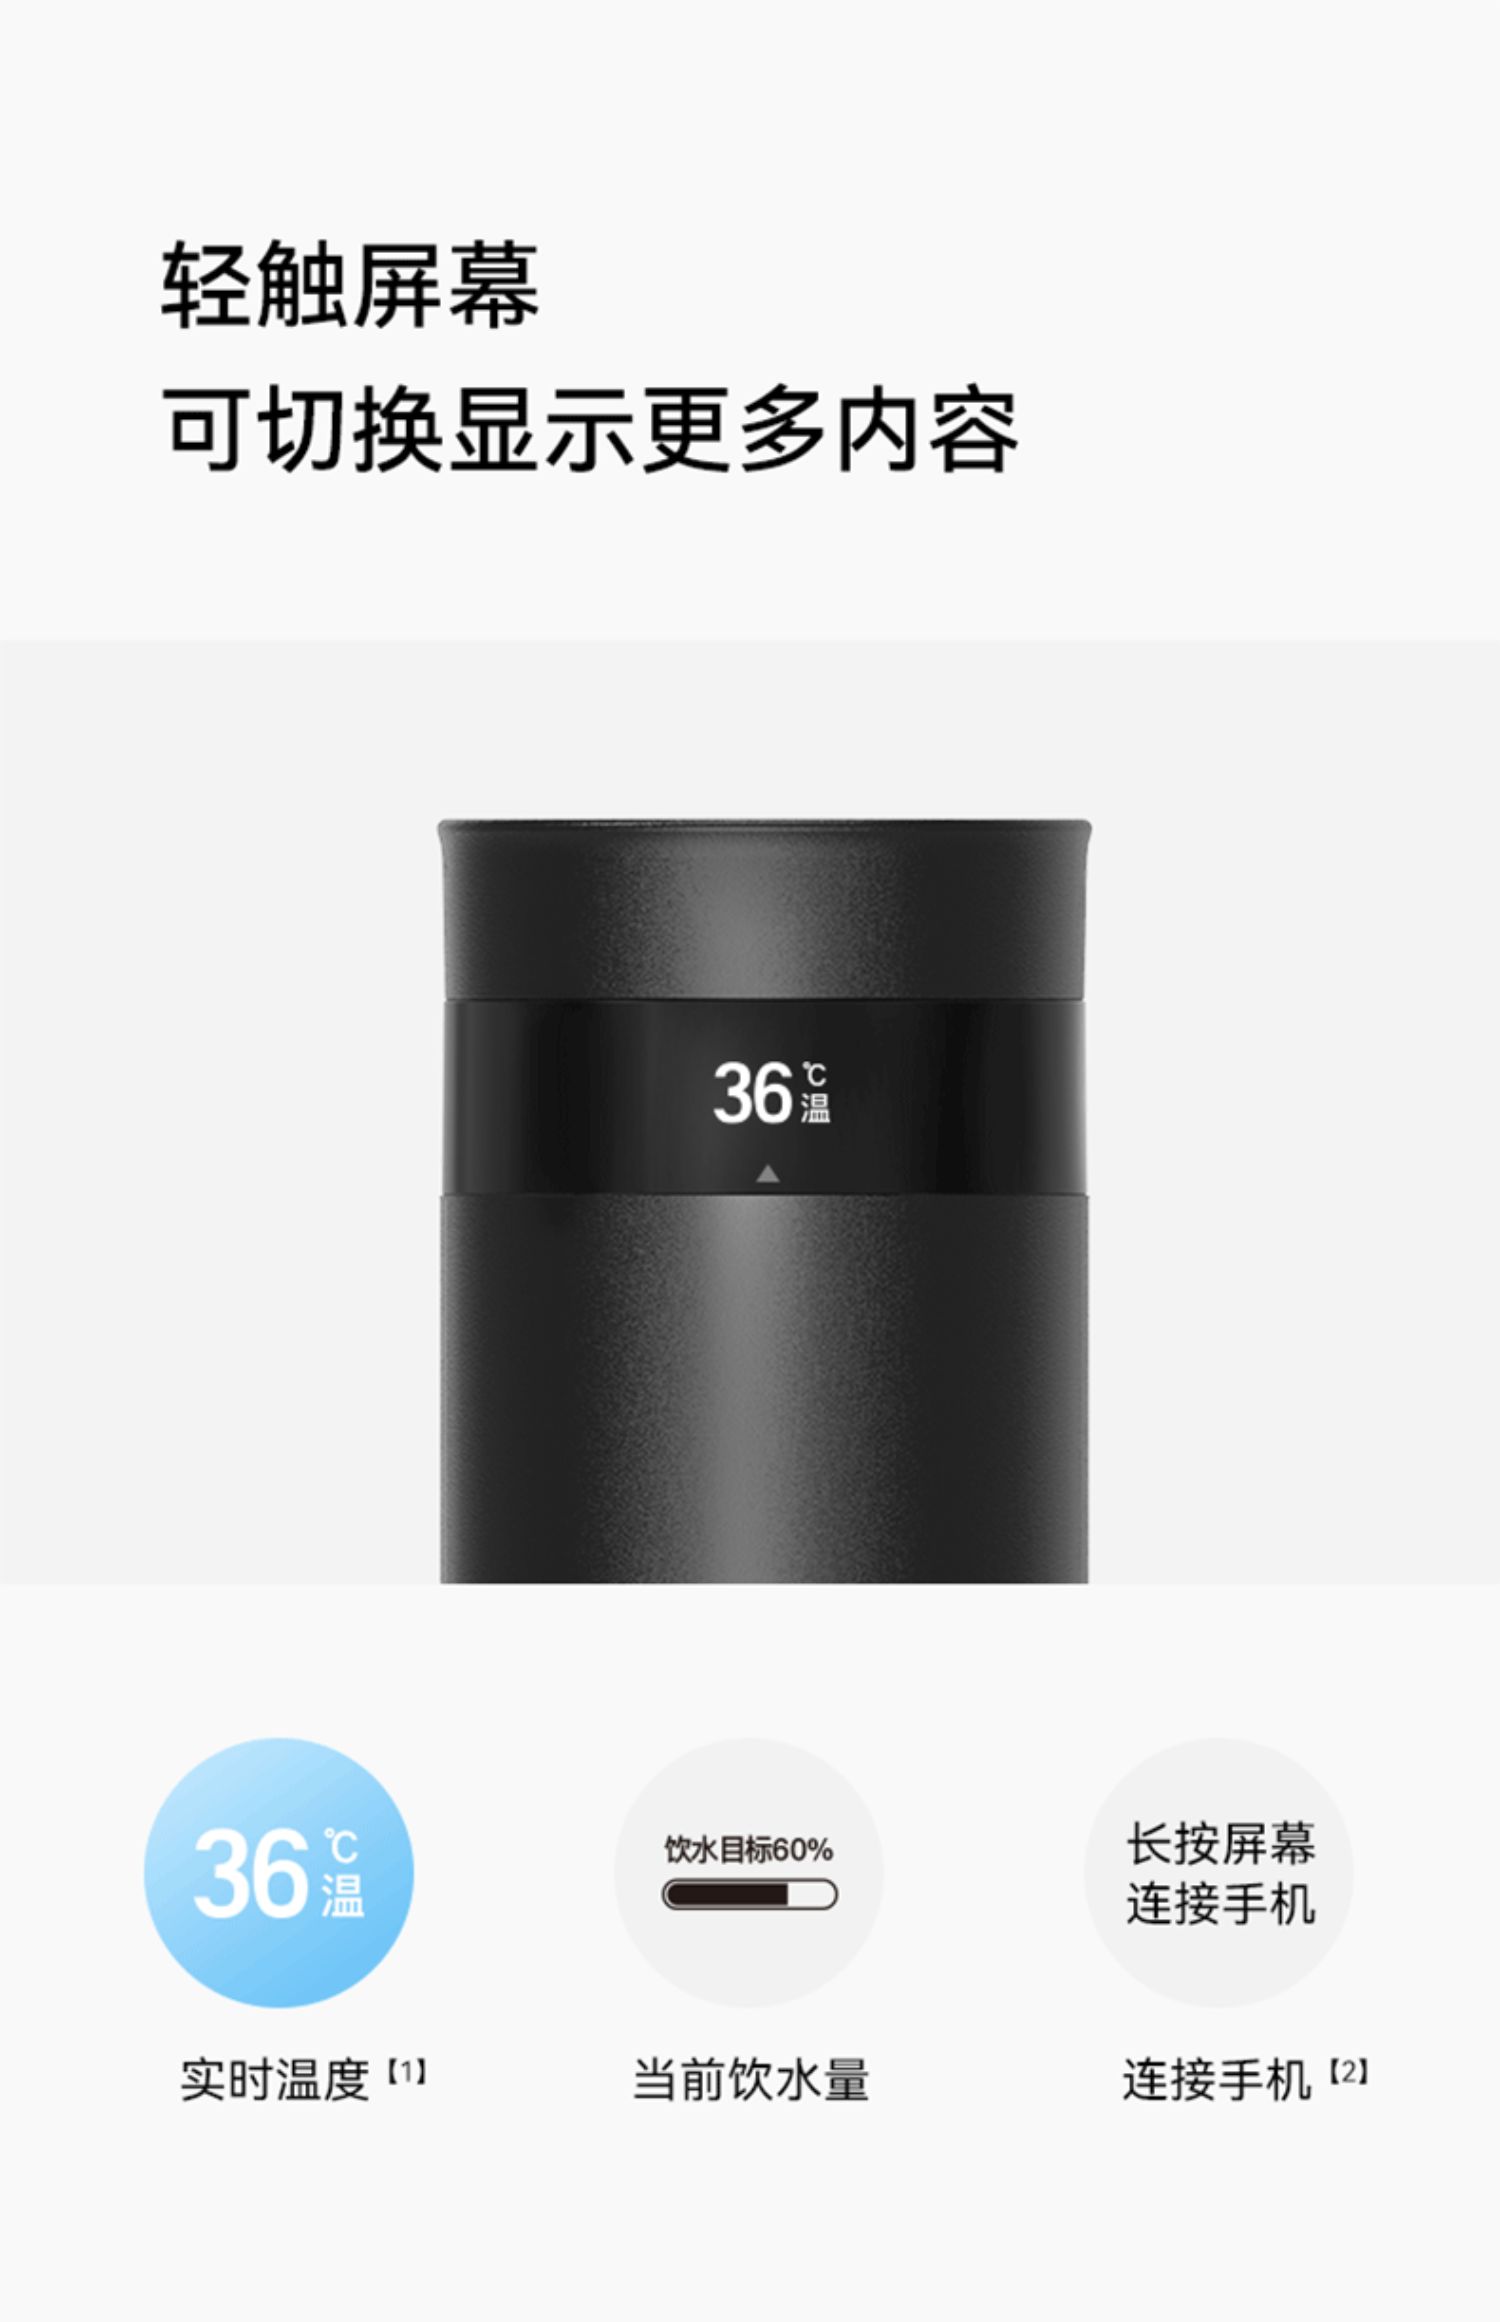 轻触屏幕
可切换显示更多内容
36℃
温
36℃
温
饮水目标60%
长按屏幕
连接手机
实时温度【1】
当前饮水量
连接手机【2】